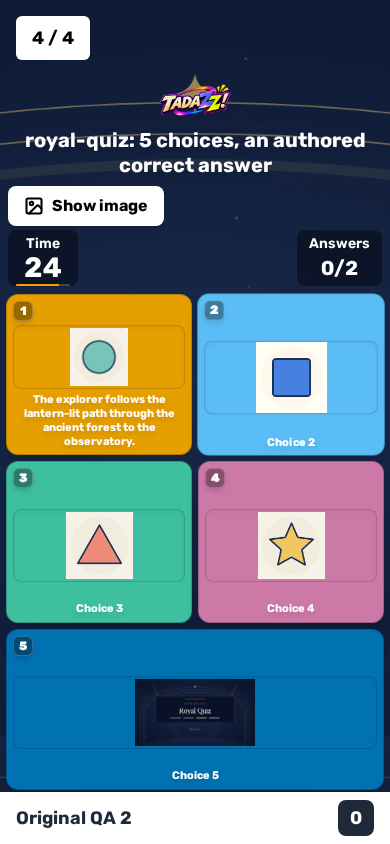 4 / 4
TADAZZ!
royal-quiz: 5 choices, an authored
correct answer
Show image
Time
24
Answers
0/2
1
The explorer follows the
lantern-lit path through the
ancient forest to the
observatory.
2
Choice 2
3
Choice 3
4
Choice 4
5
Royal Quiz
Choice 5
Original QA 2
0